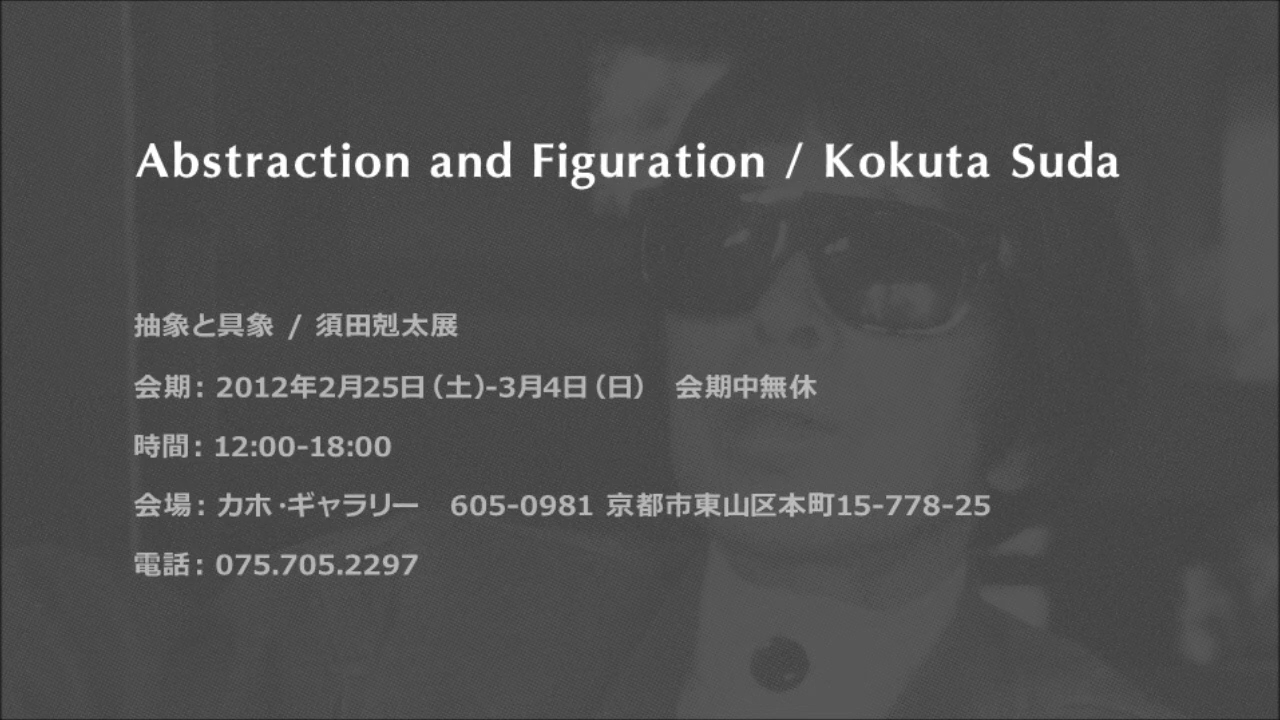 Abstraction and Figuration / Kokuta Suda
抽象と具象 / 須田剋太展
会期: 2012年2月25日(土)-3月4日(日) 会期中無休
時間: 12:00-18:00
会場: カホ・ギャラリー 605-0981 京都市東山区本町15-778-25
電話: 075.705.2297